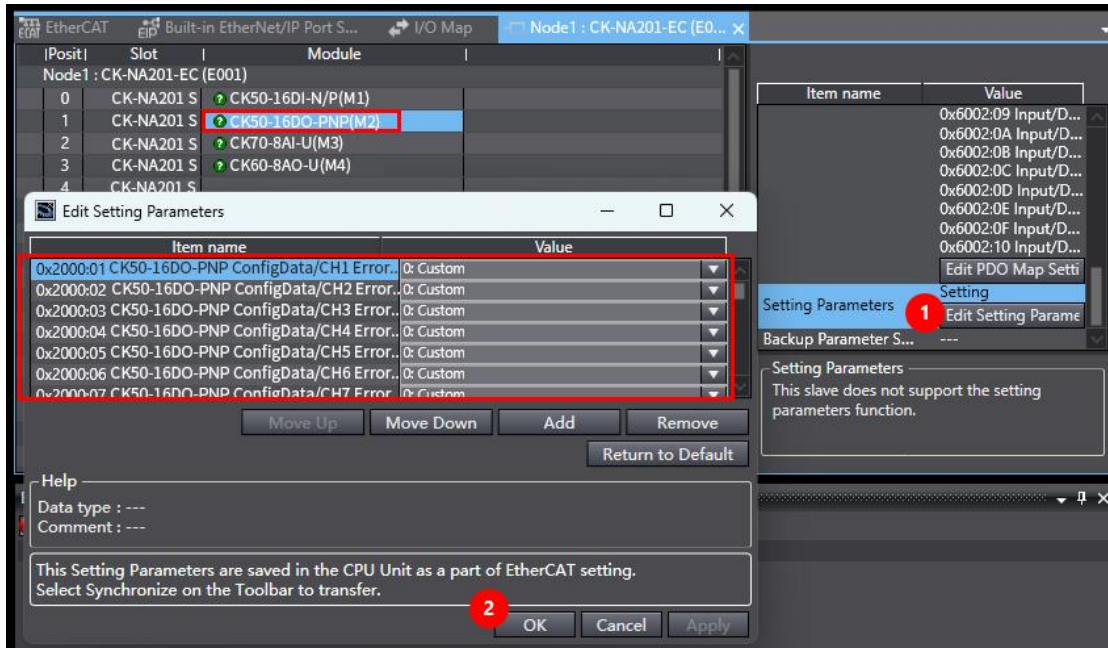 EtherCAT Built-in EtherNet/IP Port S... I/O Map Node1 : CK-NA201-EC (E0...
|Posit| Slot | Module |
Node1 : CK-NA201-EC (E001)
0 CK-NA201 S CK50-16DI-N/P(M1)
1 CK-NA201 S CK50-16DO-PNP(M2)
2 CK-NA201 S CK70-8AI-U(M3)
3 CK-NA201 S CK60-8AO-U(M4)
4 CK-NA201 S
Item name Value
0x6002:09 Input/D...
0x6002:0A Input/D...
0x6002:0B Input/D...
0x6002:0C Input/D...
0x6002:0D Input/D...
0x6002:0E Input/D...
0x6002:0F Input/D...
0x6002:10 Input/D...
Edit PDO Map Setti
Setting
Setting Parameters 1 Edit Setting Parame
Backup Parameter S... ---
Setting Parameters
This slave does not support the setting
parameters function.
Edit Setting Parameters
Item name Value
0x2000:01 CK50-16DO-PNP ConfigData/CH1 Error.. 0: Custom
0x2000:02 CK50-16DO-PNP ConfigData/CH2 Error.. 0: Custom
0x2000:03 CK50-16DO-PNP ConfigData/CH3 Error.. 0: Custom
0x2000:04 CK50-16DO-PNP ConfigData/CH4 Error.. 0: Custom
0x2000:05 CK50-16DO-PNP ConfigData/CH5 Error.. 0: Custom
0x2000:06 CK50-16DO-PNP ConfigData/CH6 Error.. 0: Custom
0x2000:07 CK50-16DO-PNP ConfigData/CH7 Error.. 0: Custom
Move Up Move Down Add Remove
Return to Default
Help
Data type : ---
Comment : ---
This Setting Parameters are saved in the CPU Unit as a part of EtherCAT setting.
Select Synchronize on the Toolbar to transfer.
2
OK Cancel Apply